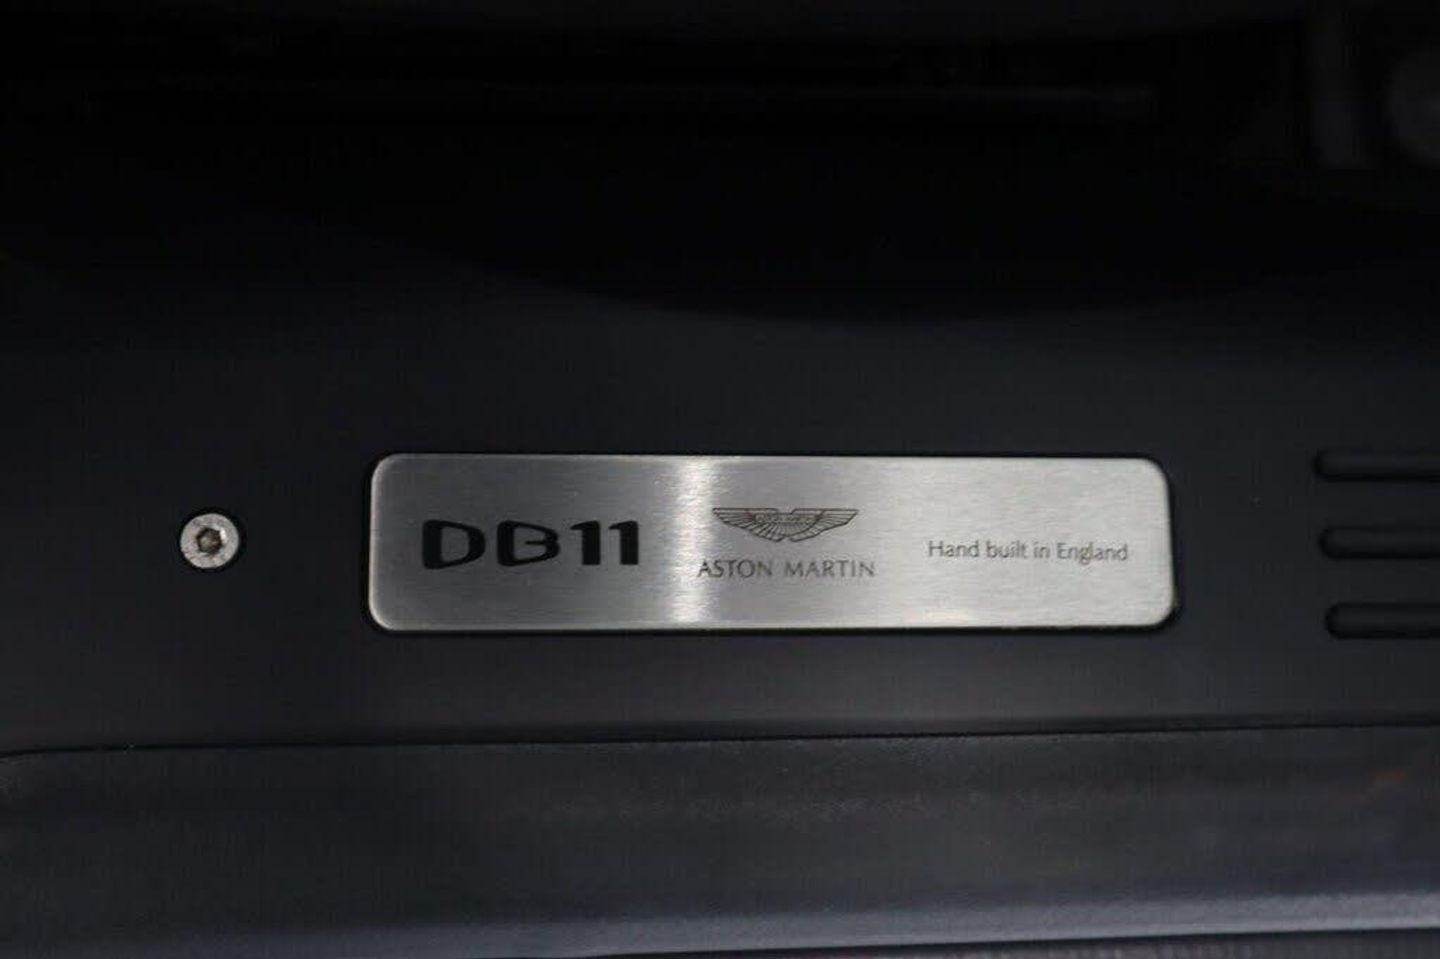 DB11
ASTON MARTIN
Hand built in England